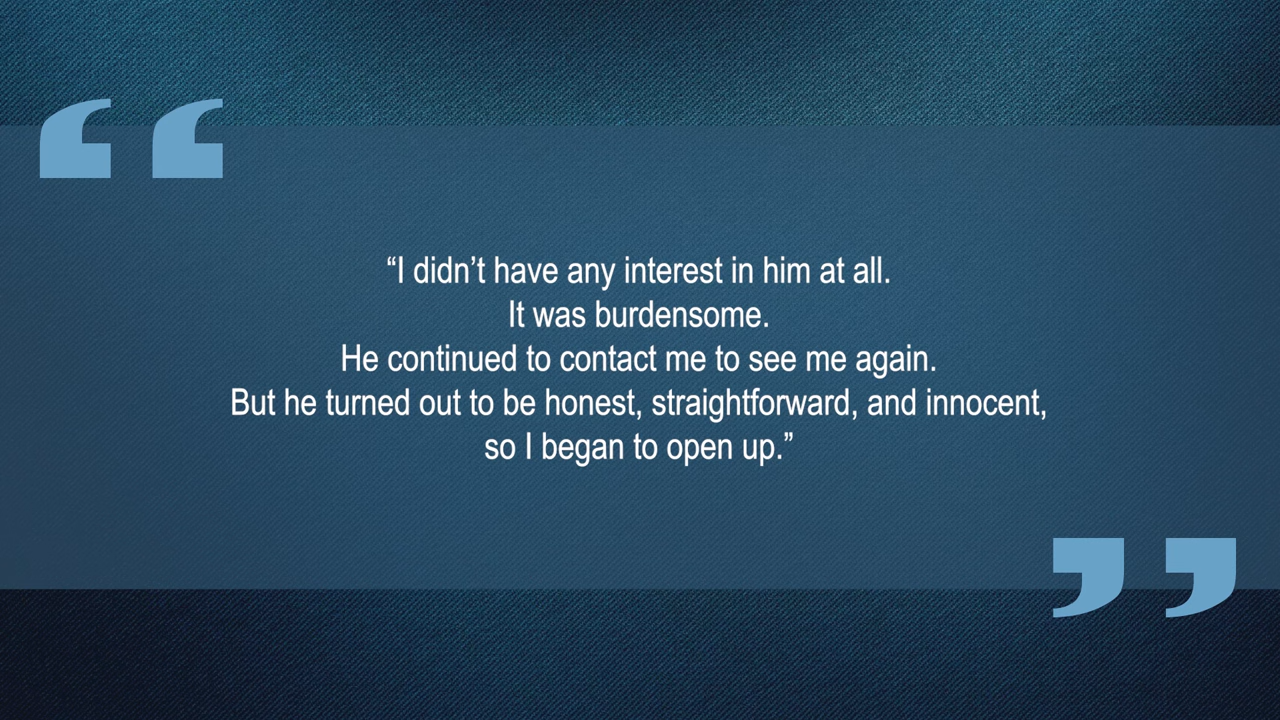 “I didn’t have any interest in him at all.
It was burdensome.
He continued to contact me to see me again.
But he turned out to be honest, straightforward, and innocent,
so I began to open up.”